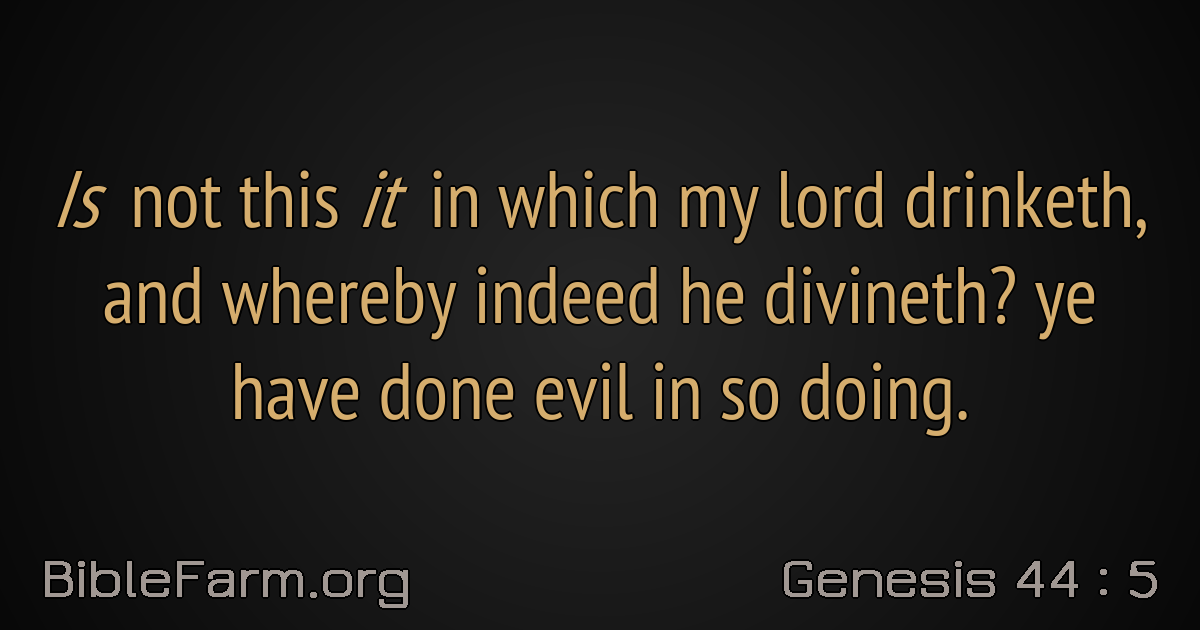 Is not this it in which my lord drinketh,
and whereby indeed he divineth? ye
have done evil in so doing.
BibleFarm.org
Genesis 44 : 5